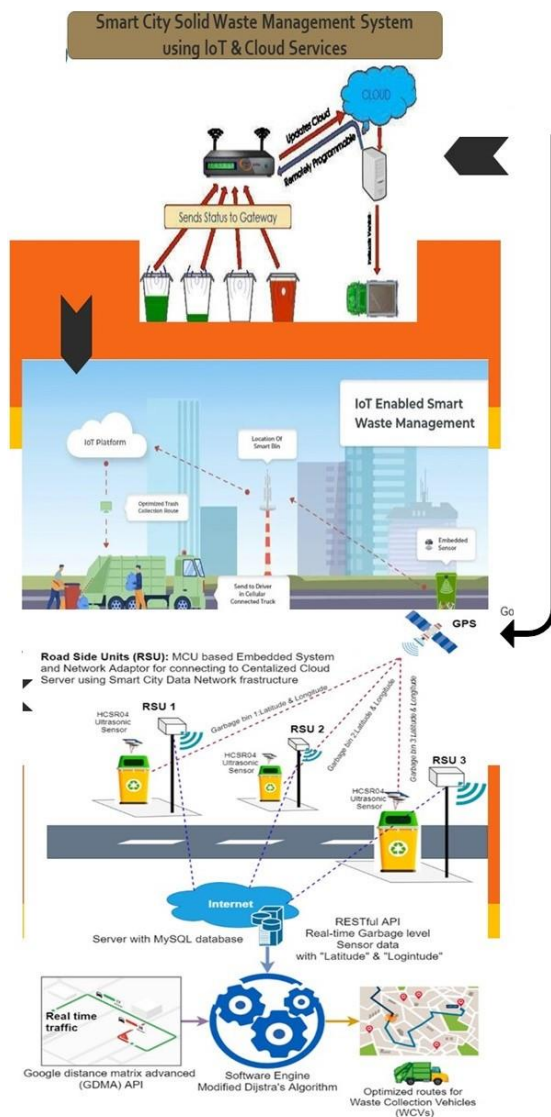 Smart City Solid Waste Management System
using IoT & Cloud Services
CLOUD
Updates Cloud
Remotely Programmable
Sends Status to Gateway
IoT Enabled Smart
Waste Management
IoT Platform
Location Of
Smart Bin
Optimized Trash
Collection Route
Embedded
Sensor
Send to Driver
in Cellular
Connected Truck
Go
GPS
Road Side Units (RSU): MCU based Embedded System
and Network Adaptor for connecting to Centalized Cloud
Server using Smart City Data Network frastructure
RSU 1
RSU 2
RSU 3
Garbage bin 1:Latitude & Longitude
Garbage bin 2:Latitude & Longitude
Garbage bin 3:Latitude & Longitude
HCSR04
Ultrasonic
Sensor
HCSR04
Ultrasonic
Sensor
HCSR04
Ultrasonic
Sensor
Internet
Server with MySQL database
RESTful API
Real-time Garbage level
Sensor data
with "Latitude" & "Logintude"
Real time
traffic
Google distance matrix advanced
(GDMA) API
Software Engine
Modified Dijstra's Algorithm
Optimized routes for
Waste Collection Vehicles
(WCVs)